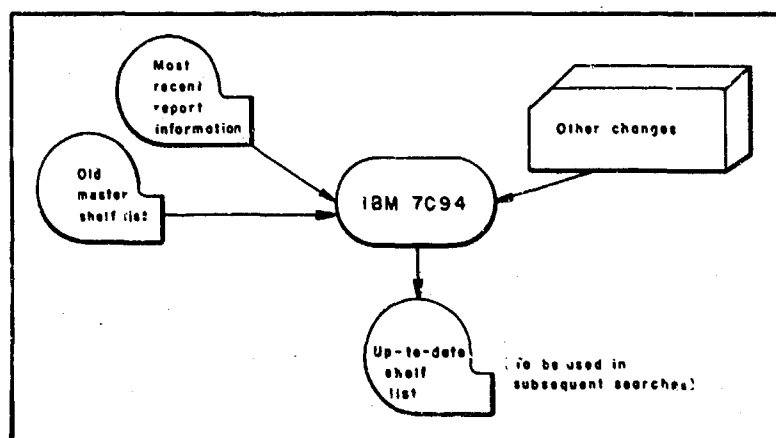 Most
recent
report
information
Other changes
Old
master
shelf list
IBM 7C94
Up-to-date
shelf
list
(To be used in
subsequent searches)